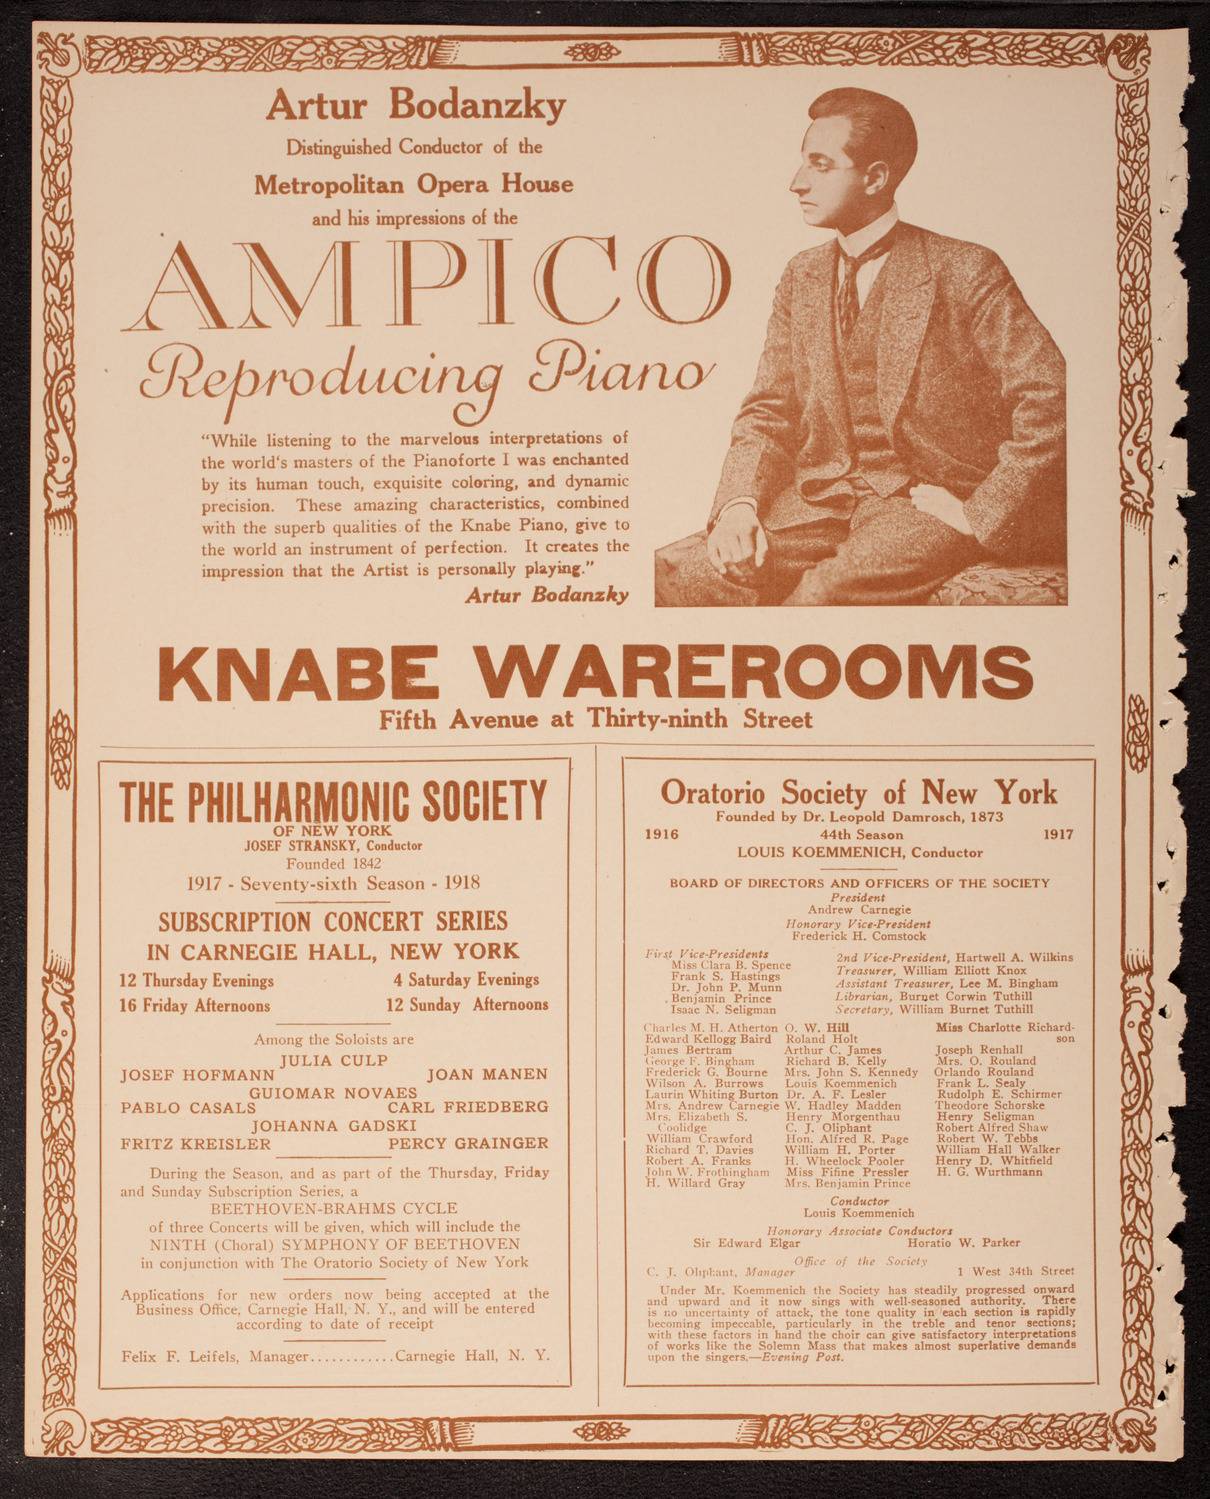 Artur Bodanzky
Distinguished Conductor of the
Metropolitan Opera House
and his impressions of the
AMPICO
Reproducing Piano
"While listening to the marvelous interpretations of
the world's masters of the Pianoforte I was enchanted
by its human touch, exquisite coloring, and dynamic
precision. These amazing characteristics, combined
with the superb qualities of the Knabe Piano, give to
the world an instrument of perfection. It creates the
impression that the Artist is personally playing."
Artur Bodanzky
KNABE WAREROOMS
Fifth Avenue at Thirty-ninth Street
THE PHILHARMONIC SOCIETY
OF NEW YORK
JOSEF STRANSKY, Conductor
Founded 1842
1917 - Seventy-sixth Season - 1918
SUBSCRIPTION CONCERT SERIES
IN CARNEGIE HALL, NEW YORK
12 Thursday Evenings 4 Saturday Evenings
16 Friday Afternoons 12 Sunday Afternoons
Among the Soloists are
JULIA CULP
JOSEF HOFMANN JOAN MANEN
GUIOMAR NOVAES
PABLO CASALS CARL FRIEDBERG
JOHANNA GADSKI
FRITZ KREISLER PERCY GRAINGER
During the Season, and as part of the Thursday, Friday
and Sunday Subscription Series, a
BEETHOVEN-BRAHMS CYCLE
of three Concerts will be given, which will include the
NINTH (Choral) SYMPHONY OF BEETHOVEN
in conjunction with The Oratorio Society of New York
Applications for new orders now being accepted at the
Business Office, Carnegie Hall, N. Y., and will be entered
according to date of receipt
Felix F. Leifels, Manager............Carnegie Hall, N. Y.
Oratorio Society of New York
Founded by Dr. Leopold Damrosch, 1873
1916 44th Season 1917
LOUIS KOEMMENICH, Conductor
BOARD OF DIRECTORS AND OFFICERS OF THE SOCIETY
President
Andrew Carnegie
Honorary Vice-President
Frederick H. Comstock
First Vice-Presidents
Miss Clara B. Spence
Frank S. Hastings
Dr. John P. Munn
Benjamin Prince
Isaac N. Seligman
2nd Vice-President, Hartwell A. Wilkins
Treasurer, William Elliott Knox
Assistant Treasurer, Lee M. Bingham
Librarian, Burnet Corwin Tuthill
Secretary, William Burnet Tuthill
Charles M. H. Atherton
Edward Kellogg Baird
James Bertram
George F. Bingham
Frederick G. Bourne
Wilson A. Burrows
Laurin Whiting Burton
Mrs. Andrew Carnegie
Mrs. Elizabeth S.
Coolidge
William Crawford
Richard T. Davies
Robert A. Franks
John W. Frothingham
H. Willard Gray
O. W. Hill
Roland Holt
Arthur C. James
Richard B. Kelly
Mrs. John S. Kennedy
Louis Koemmenich
Dr. A. F. Lesler
W. Hadley Madden
Henry Morgenthau
C. J. Oliphant
Hon. Alfred R. Page
William H. Porter
H. Wheelock Pooler
Miss Fifine Pressler
Mrs. Benjamin Prince
Miss Charlotte Richard-
son
Joseph Renhall
Mrs. O. Rouland
Orlando Rouland
Frank L. Sealy
Rudolph E. Schirmer
Theodore Schorske
Henry Seligman
Robert Alfred Shaw
Robert W. Tebbs
William Hall Walker
Henry D. Whitfield
H. G. Wurthmann
Conductor
Louis Koemmenich
Honorary Associate Conductors
Sir Edward Elgar Horatio W. Parker
Office of the Society
C. J. Oliphant, Manager 1 West 34th Street
Under Mr. Koemmenich the Society has steadily progressed onward
and upward and it now sings with well-seasoned authority. There
is no uncertainty of attack, the tone quality in each section is rapidly
becoming impeccable, particularly in the treble and tenor sections;
with these factors in hand the choir can give satisfactory interpretations
of works like the Solemn Mass that makes almost superlative demands
upon the singers.—Evening Post.